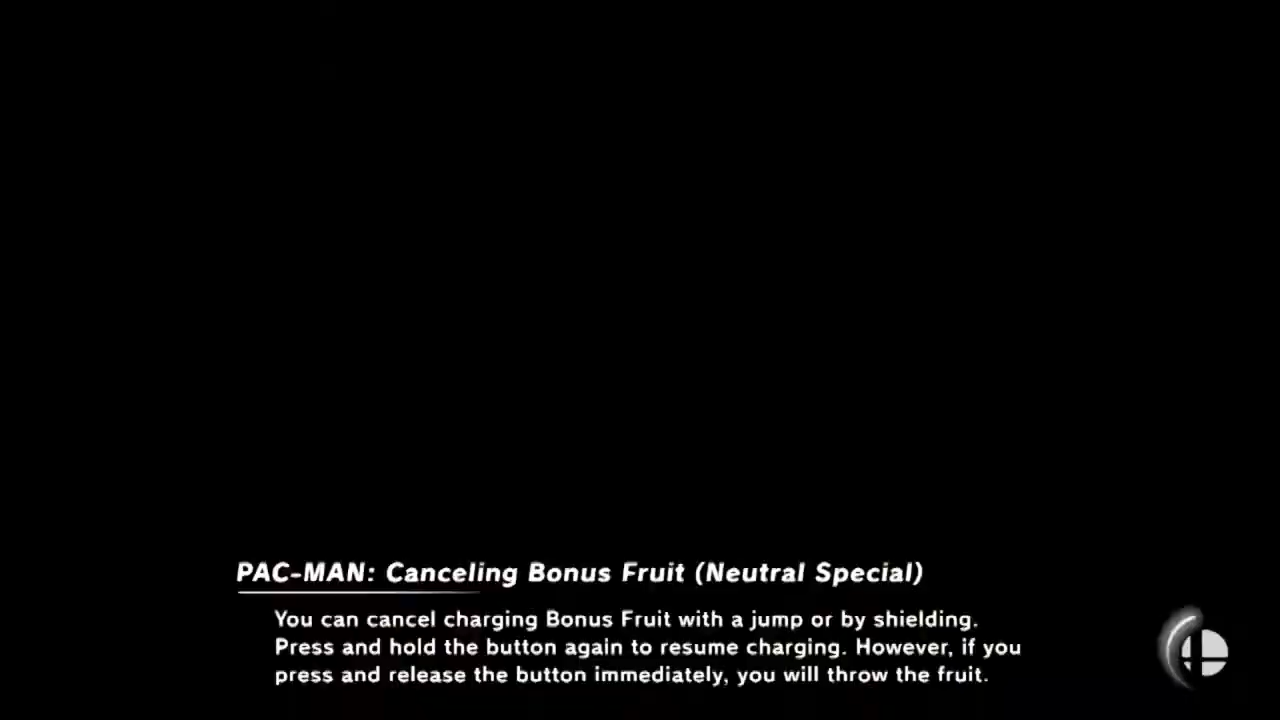 PAC-MAN: Canceling Bonus Fruit (Neutral Special)
You can cancel charging Bonus Fruit with a jump or by shielding.
Press and hold the button again to resume charging. However, if you
press and release the button immediately, you will throw the fruit.